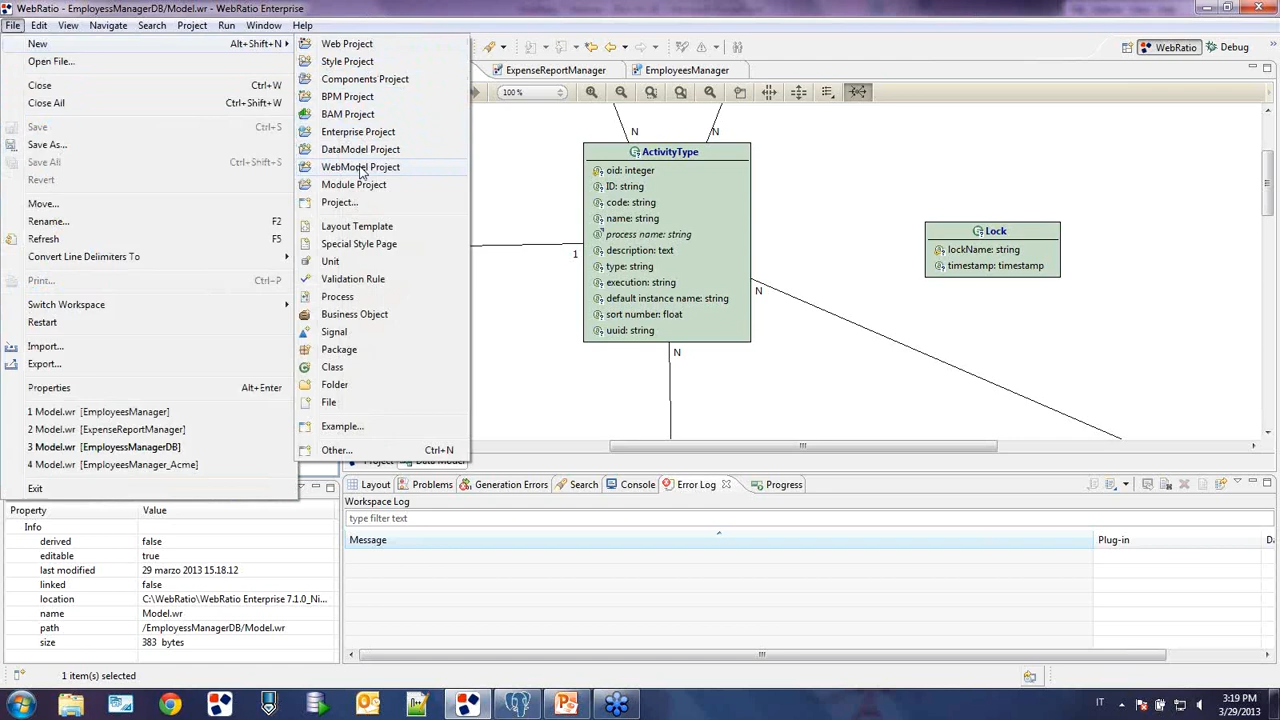 WebRatio - EmployessManagerDB/Model.wr - WebRatio Enterprise
File Edit View Navigate Search Project Run Window Help
New Alt+Shift+N
Open File...
Close Ctrl+W
Close All Ctrl+Shift+W
Save Ctrl+S
Save As...
Save All Ctrl+Shift+S
Revert
Move...
Rename... F2
Refresh F5
Convert Line Delimiters To
Print... Ctrl+P
Switch Workspace
Restart
Import...
Export...
Properties Alt+Enter
1 Model.wr [EmployeesManager]
2 Model.wr [ExpenseReportManager]
3 Model.wr [EmployessManagerDB]
4 Model.wr [EmployeesManager_Acme]
Exit
Web Project
Style Project
Components Project
BPM Project
BAM Project
Enterprise Project
DataModel Project
WebModel Project
Module Project
Project...
Layout Template
Special Style Page
Unit
Validation Rule
Process
Business Object
Signal
Package
Class
Folder
File
Example...
Other... Ctrl+N
WebRatio Debug
ExpenseReportManager EmployeesManager
100 %
N N
ActivityType
oid: integer
ID: string
code: string
name: string
process name: string
description: text
type: string
execution: string
default instance name: string
sort number: float
uuid: string
1
N
N
Lock
lockName: string
timestamp: timestamp
Project Data Model
Layout Problems Generation Errors Search Console Error Log Progress
Workspace Log
type filter text
Message Plug-in Da
Property Value
Info
derived false
editable true
last modified 29 marzo 2013 15.18.12
linked false
location C:\WebRatio\WebRatio Enterprise 7.1.0_Ni...
name Model.wr
path /EmployessManagerDB/Model.wr
size 383 bytes
1 item(s) selected
IT 3:19 PM
3/29/2013